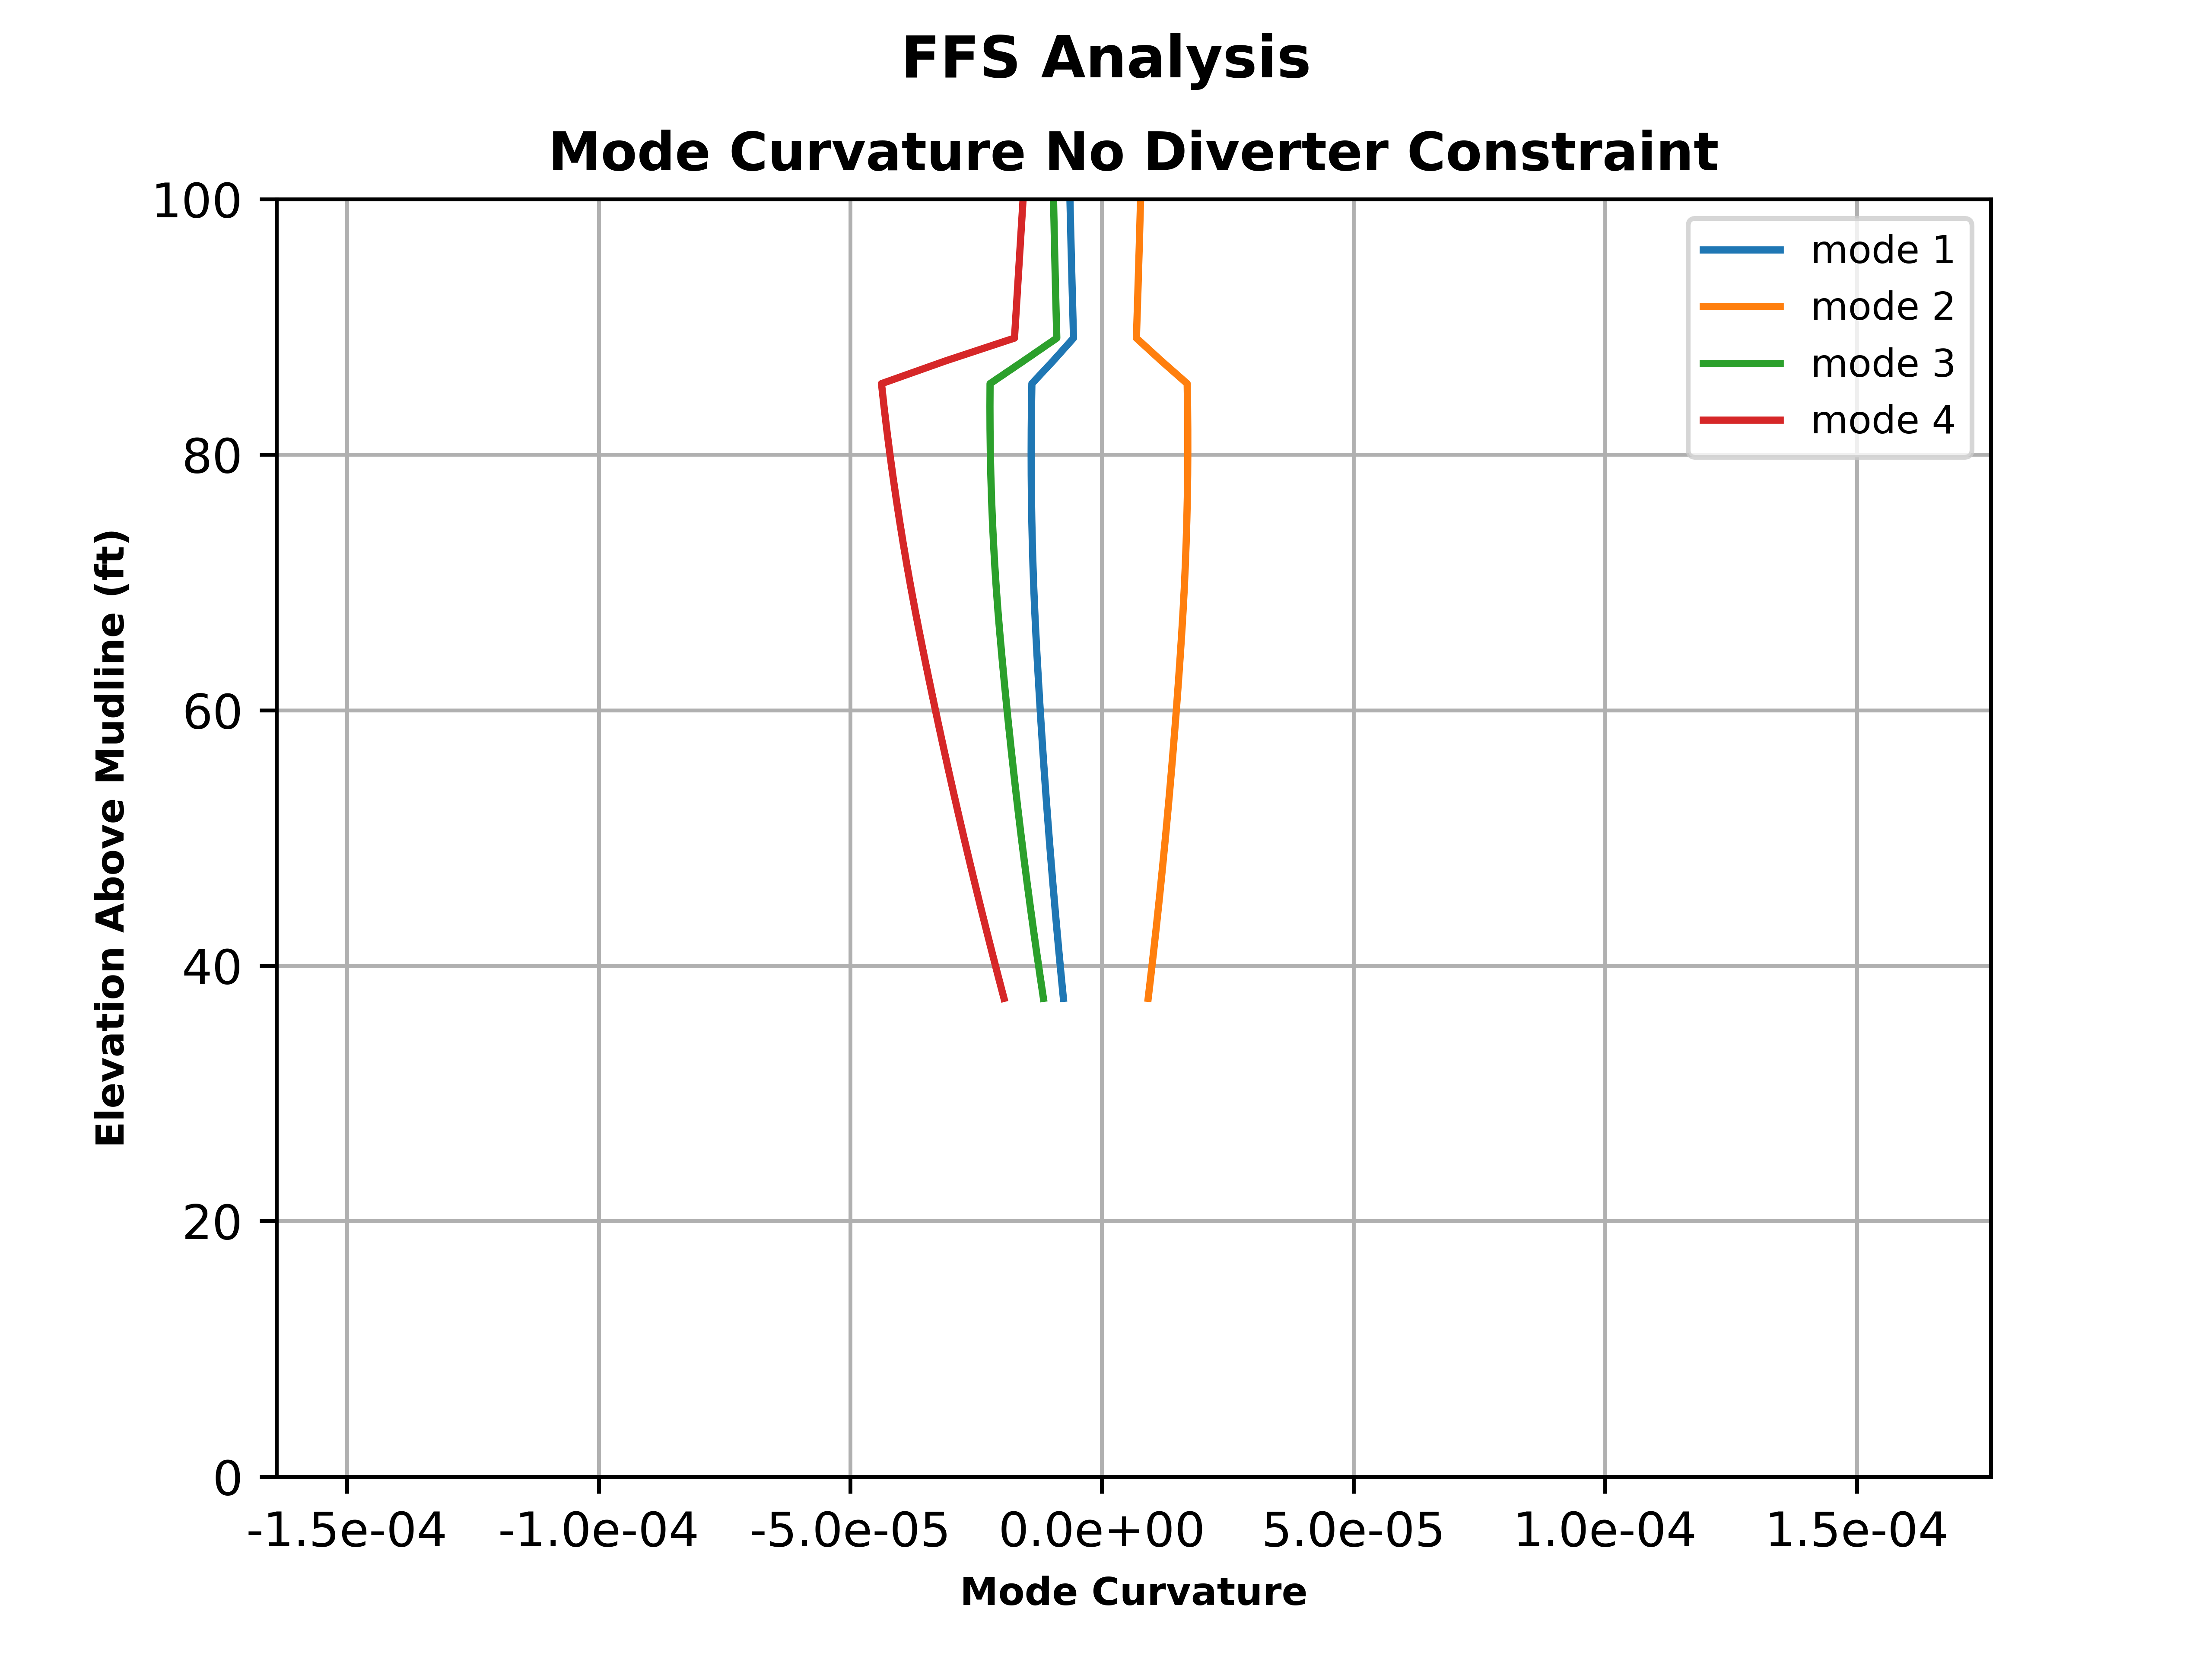 FFS Analysis
Mode Curvature No Diverter Constraint
100
80
60
40
20
0
Elevation Above Mudline (ft)
mode 1
mode 2
mode 3
mode 4
-1.5e-04 -1.0e-04 -5.0e-05 0.0e+00 5.0e-05 1.0e-04 1.5e-04
Mode Curvature